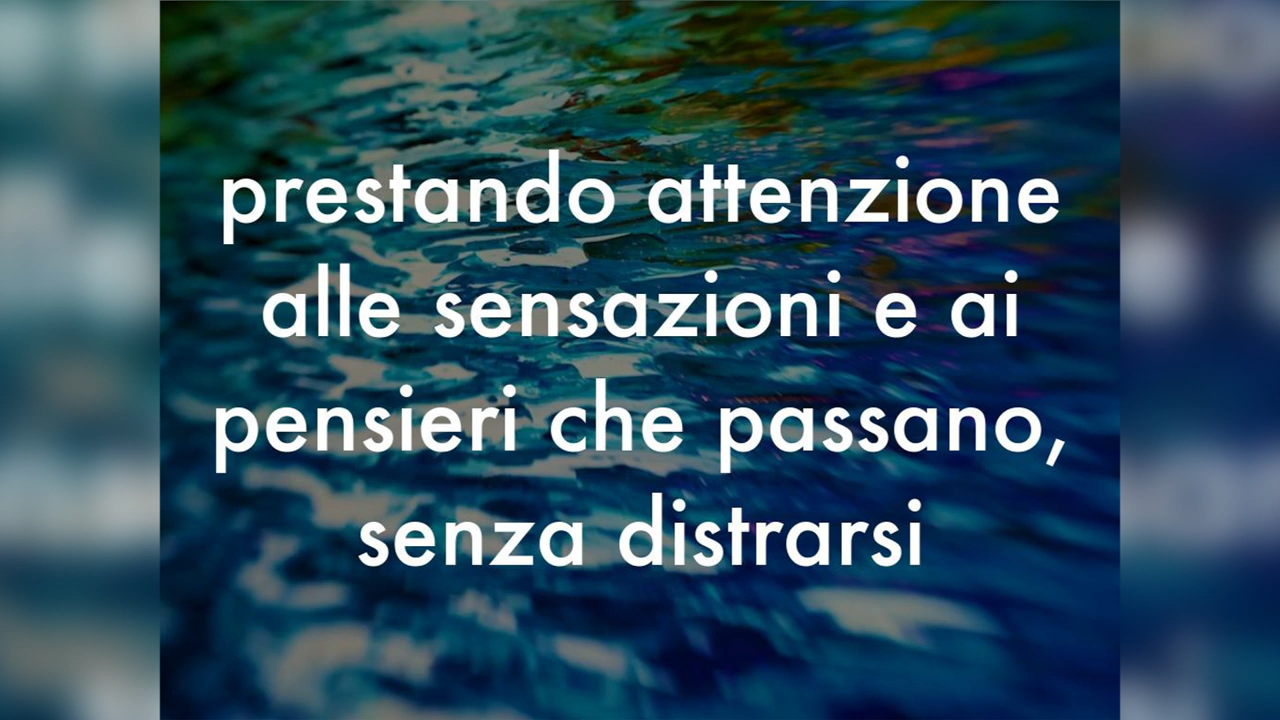 prestando attenzione
alle sensazioni e ai
pensieri che passano,
senza distrarsi